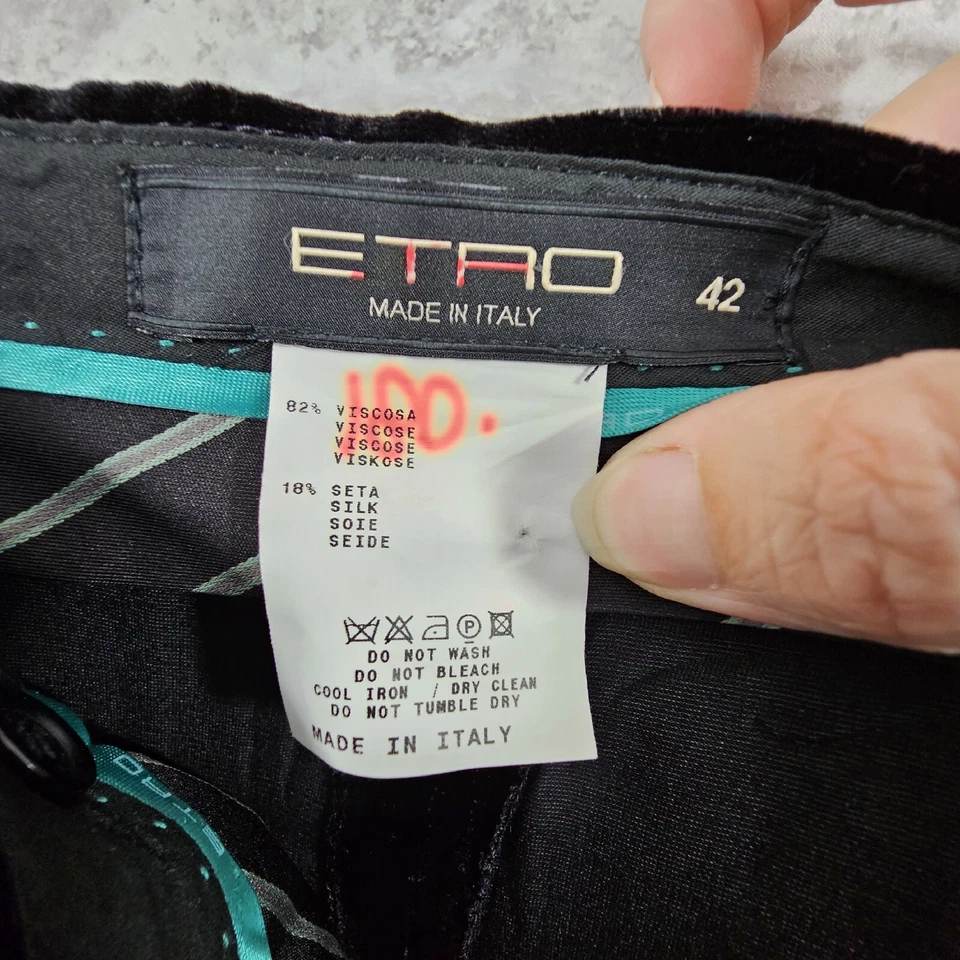 ETRO
MADE IN ITALY
42
100.
82% VISCOSA
VISCOSE
VISCOSE
VISKOSE
18% SETA
SILK
SOIE
SEIDE
P
DO NOT WASH
DO NOT BLEACH
COOL IRON / DRY CLEAN
DO NOT TUMBLE DRY
MADE IN ITALY
ETRO